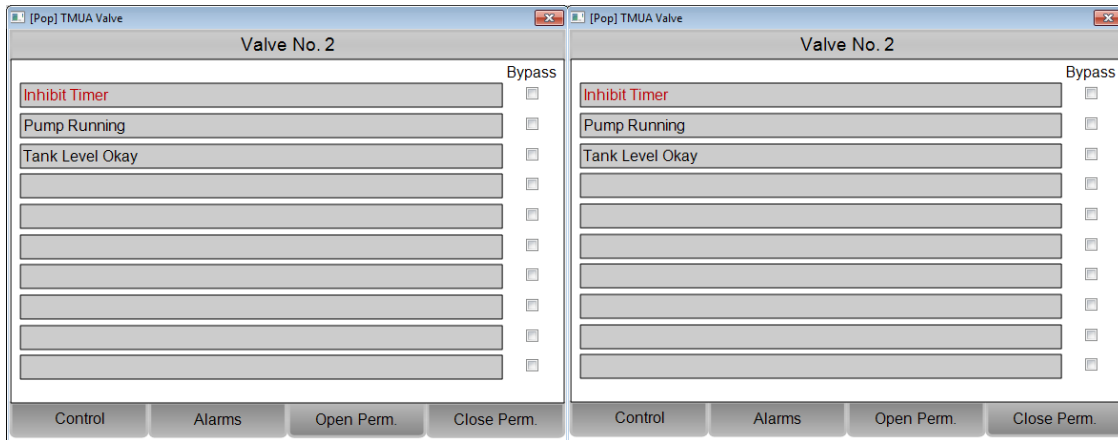 [Pop] TMUA Valve
Valve No. 2
Bypass
Inhibit Timer
Pump Running
Tank Level Okay
Control Alarms Open Perm. Close Perm.
[Pop] TMUA Valve
Valve No. 2
Bypass
Inhibit Timer
Pump Running
Tank Level Okay
Control Alarms Open Perm. Close Perm.